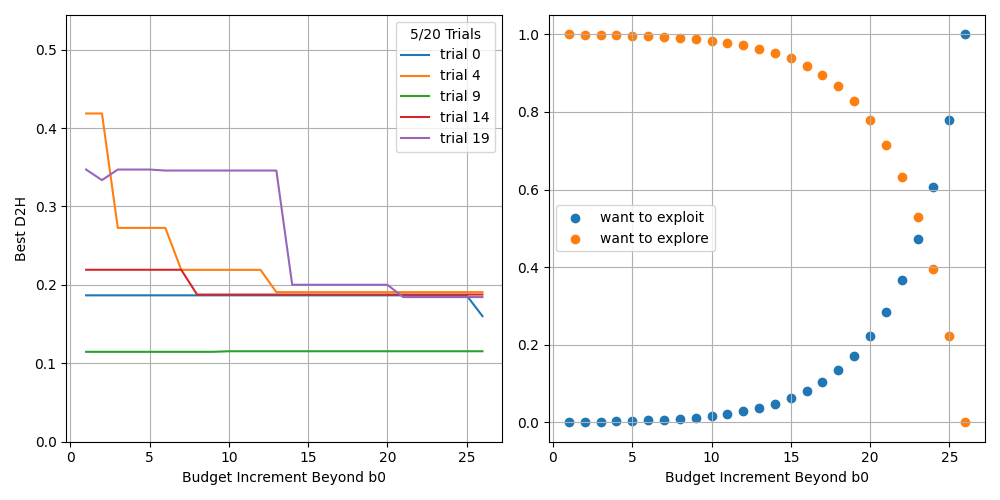 5/20 Trials
trial 0
trial 4
trial 9
trial 14
trial 19
Best D2H
0.5
0.4
0.3
0.2
0.1
0.0
0
5
10
15
20
25
Budget Increment Beyond b0
1.0
0.8
0.6
0.4
0.2
0.0
want to exploit
want to explore
0
5
10
15
20
25
Budget Increment Beyond b0